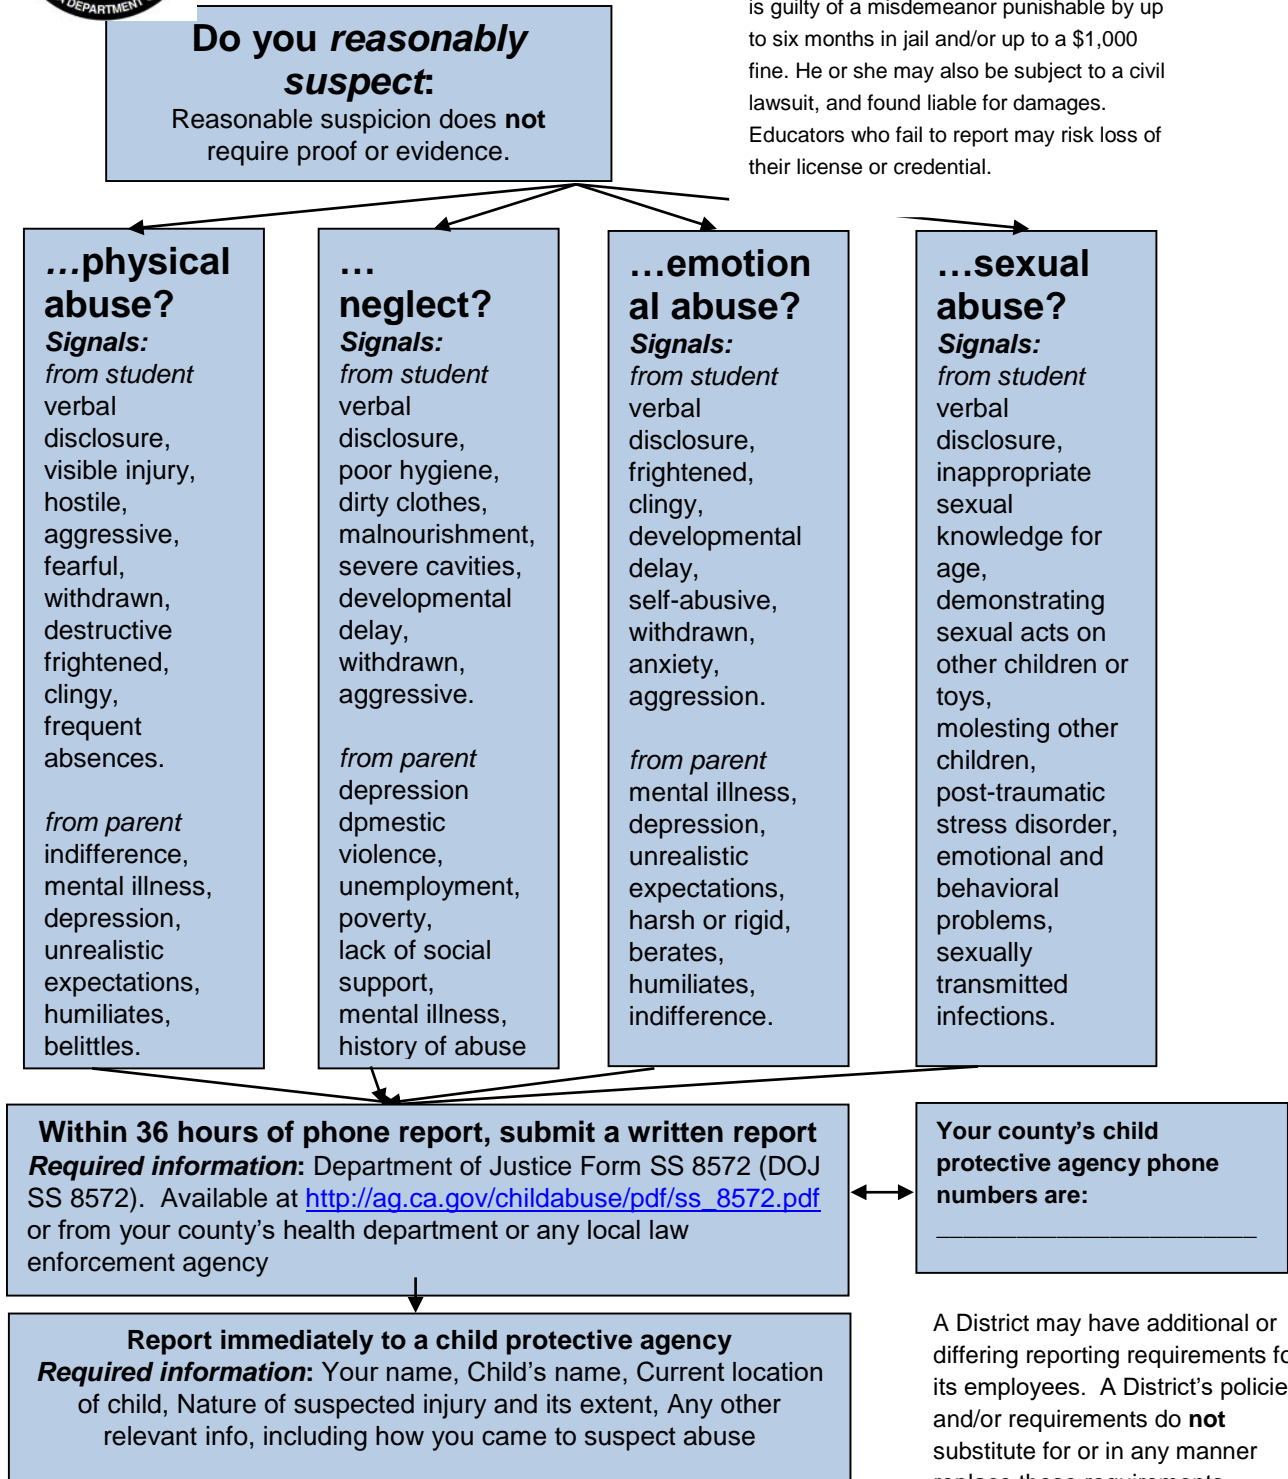 DEPARTMENT
Do you reasonably
suspect:
Reasonable suspicion does not
require proof or evidence.
is guilty of a misdemeanor punishable by up
to six months in jail and/or up to a $1,000
fine. He or she may also be subject to a civil
lawsuit, and found liable for damages.
Educators who fail to report may risk loss of
their license or credential.
…physical
abuse?
Signals:
from student
verbal
disclosure,
visible injury,
hostile,
aggressive,
fearful,
withdrawn,
destructive
frightened,
clingy,
frequent
absences.
from parent
indifference,
mental illness,
depression,
unrealistic
expectations,
humiliates,
belittles.
…
neglect?
Signals:
from student
verbal
disclosure,
poor hygiene,
dirty clothes,
malnourishment,
severe cavities,
developmental
delay,
withdrawn,
aggressive.
from parent
depression
dpmestic
violence,
unemployment,
poverty,
lack of social
support,
mental illness,
history of abuse
…emotion
al abuse?
Signals:
from student
verbal
disclosure,
frightened,
clingy,
developmental
delay,
self-abusive,
withdrawn,
anxiety,
aggression.
from parent
mental illness,
depression,
unrealistic
expectations,
harsh or rigid,
berates,
humiliates,
indifference.
…sexual
abuse?
Signals:
from student
verbal
disclosure,
inappropriate
sexual
knowledge for
age,
demonstrating
sexual acts on
other children or
toys,
molesting other
children,
post-traumatic
stress disorder,
emotional and
behavioral
problems,
sexually
transmitted
infections.
Within 36 hours of phone report, submit a written report
Required information: Department of Justice Form SS 8572 (DOJ
SS 8572).  Available at http://ag.ca.gov/childabuse/pdf/ss_8572.pdf
or from your county's health department or any local law
enforcement agency
Your county's child
protective agency phone
numbers are:
________________________
Report immediately to a child protective agency
Required information: Your name, Child's name, Current location
of child, Nature of suspected injury and its extent, Any other
relevant info, including how you came to suspect abuse
A District may have additional or
differing reporting requirements fo
its employees.  A District's policie
and/or requirements do not
substitute for or in any manner
replace these requirements